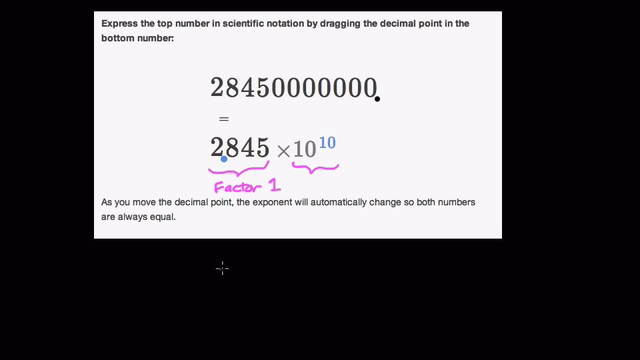 Express the top number in scientific notation by dragging the decimal point in the
bottom number:
28450000000.
=
2.845 ×10^10
Factor 1
As you move the decimal point, the exponent will automatically change so both numbers
are always equal.